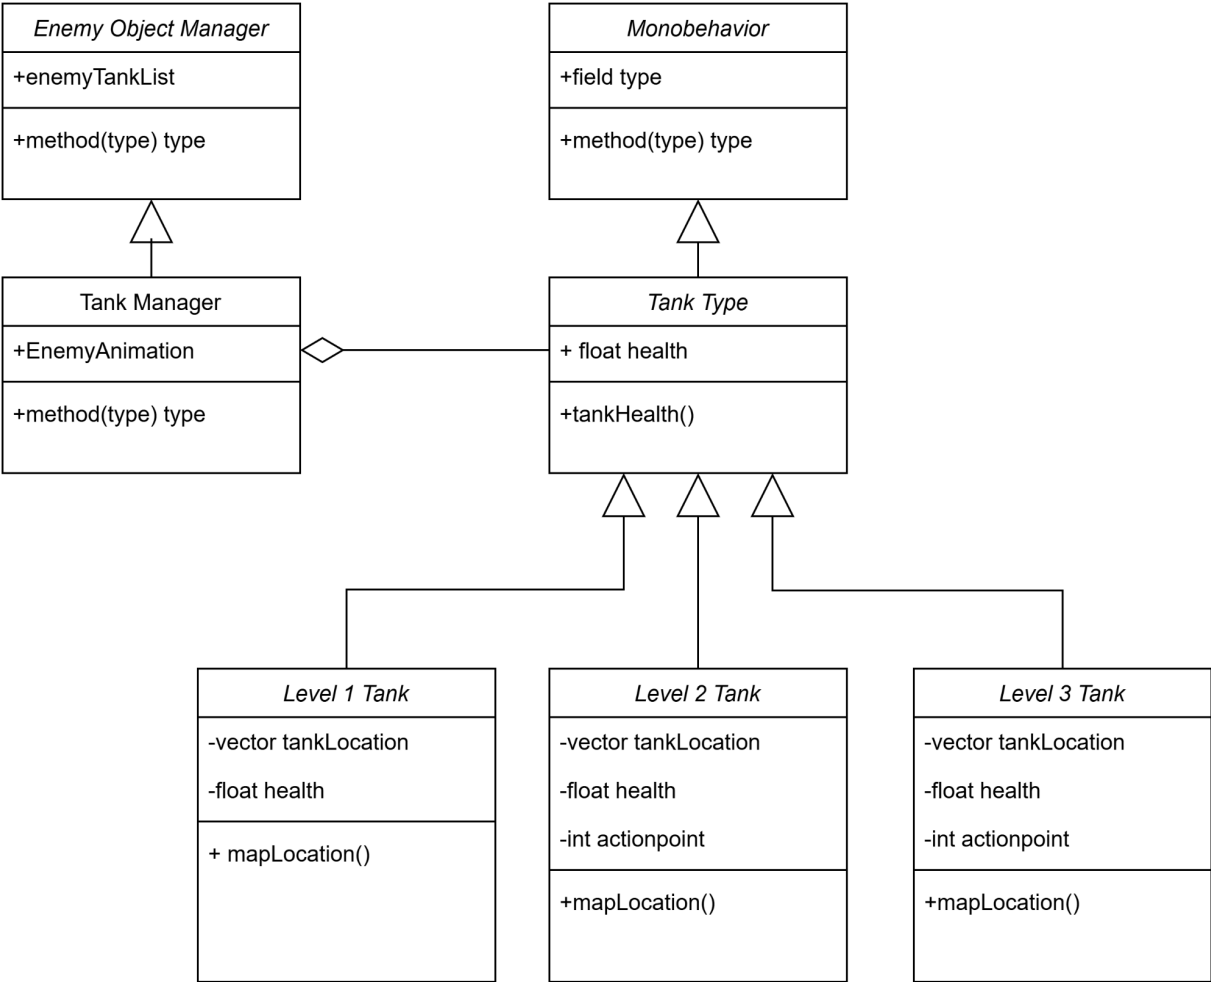 Enemy Object Manager
+enemyTankList
+method(type) type
Monobehavior
+field type
+method(type) type
Tank Manager
+EnemyAnimation
+method(type) type
Tank Type
+ float health
+tankHealth()
Level 1 Tank
-vector tankLocation
-float health
+ mapLocation()
Level 2 Tank
-vector tankLocation
-float health
-int actionpoint
+mapLocation()
Level 3 Tank
-vector tankLocation
-float health
-int actionpoint
+mapLocation()